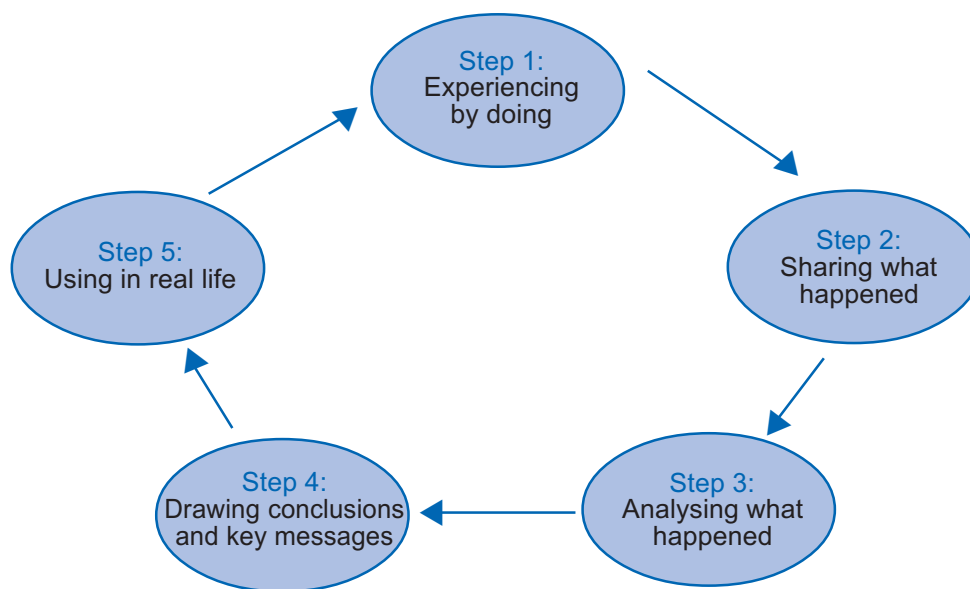 Step 1:
Experiencing
by doing
Step 2:
Sharing what
happened
Step 3:
Analysing what
happened
Step 4:
Drawing conclusions
and key messages
Step 5:
Using in real life